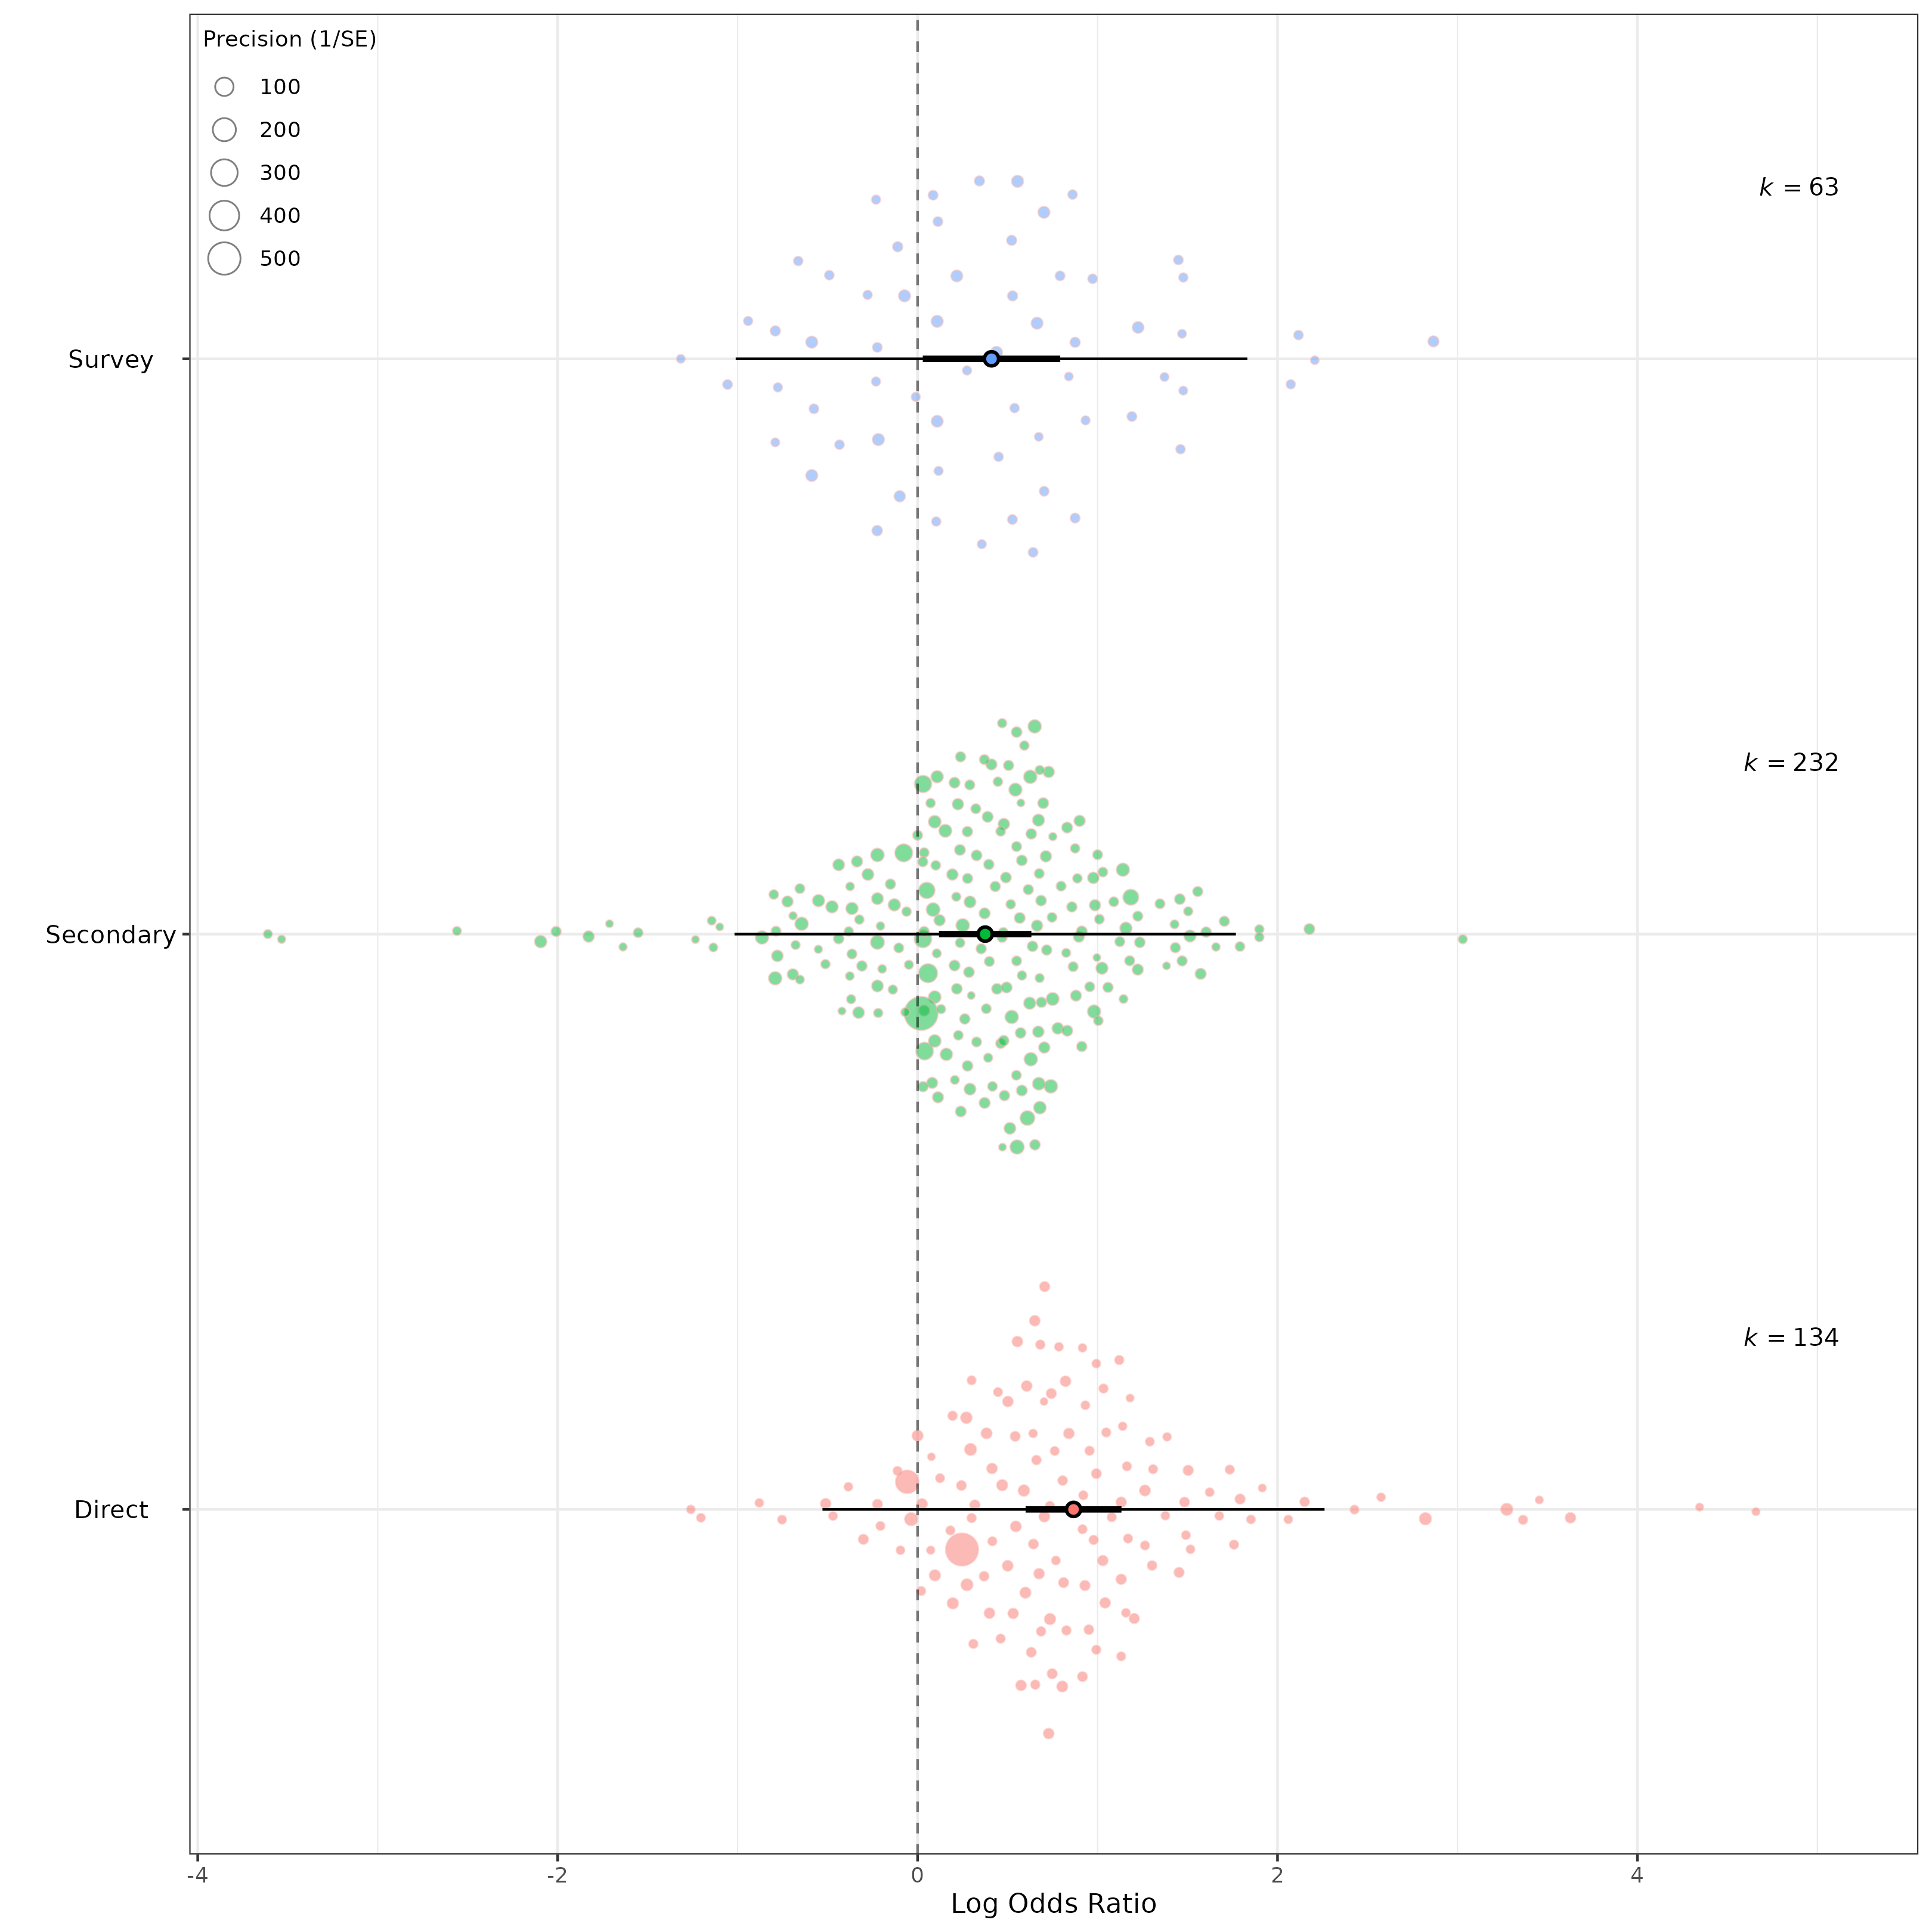 Precision (1/SE)
100
200
300
400
500
k = 63
Survey
k = 232
Secondary
k = 134
Direct
-4 -2 0 2 4
Log Odds Ratio